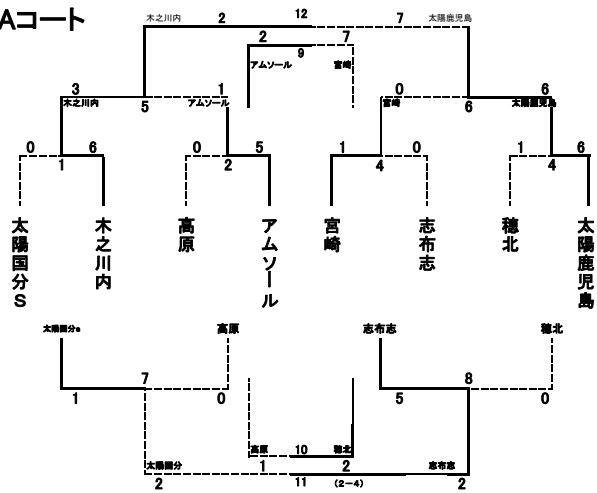 Aコート
木之川内 2 12 7 太陽鹿児島
2 7
9
アムソール 宮崎
3 1 0 6
木之川内 5 アムソール 宮崎 6 太陽鹿児島
0 6 0 5 1 0 1 6
1 2 4 4
太陽国分S 木之川内 高原 アムソール 宮崎 志布志 穂北 太陽鹿児島
太陽国分s 高原 志布志 穂北
7 8
1 0 5 0
高原 10 穂北
太陽国分 1 2 志布志
2 11 (2-4) 2